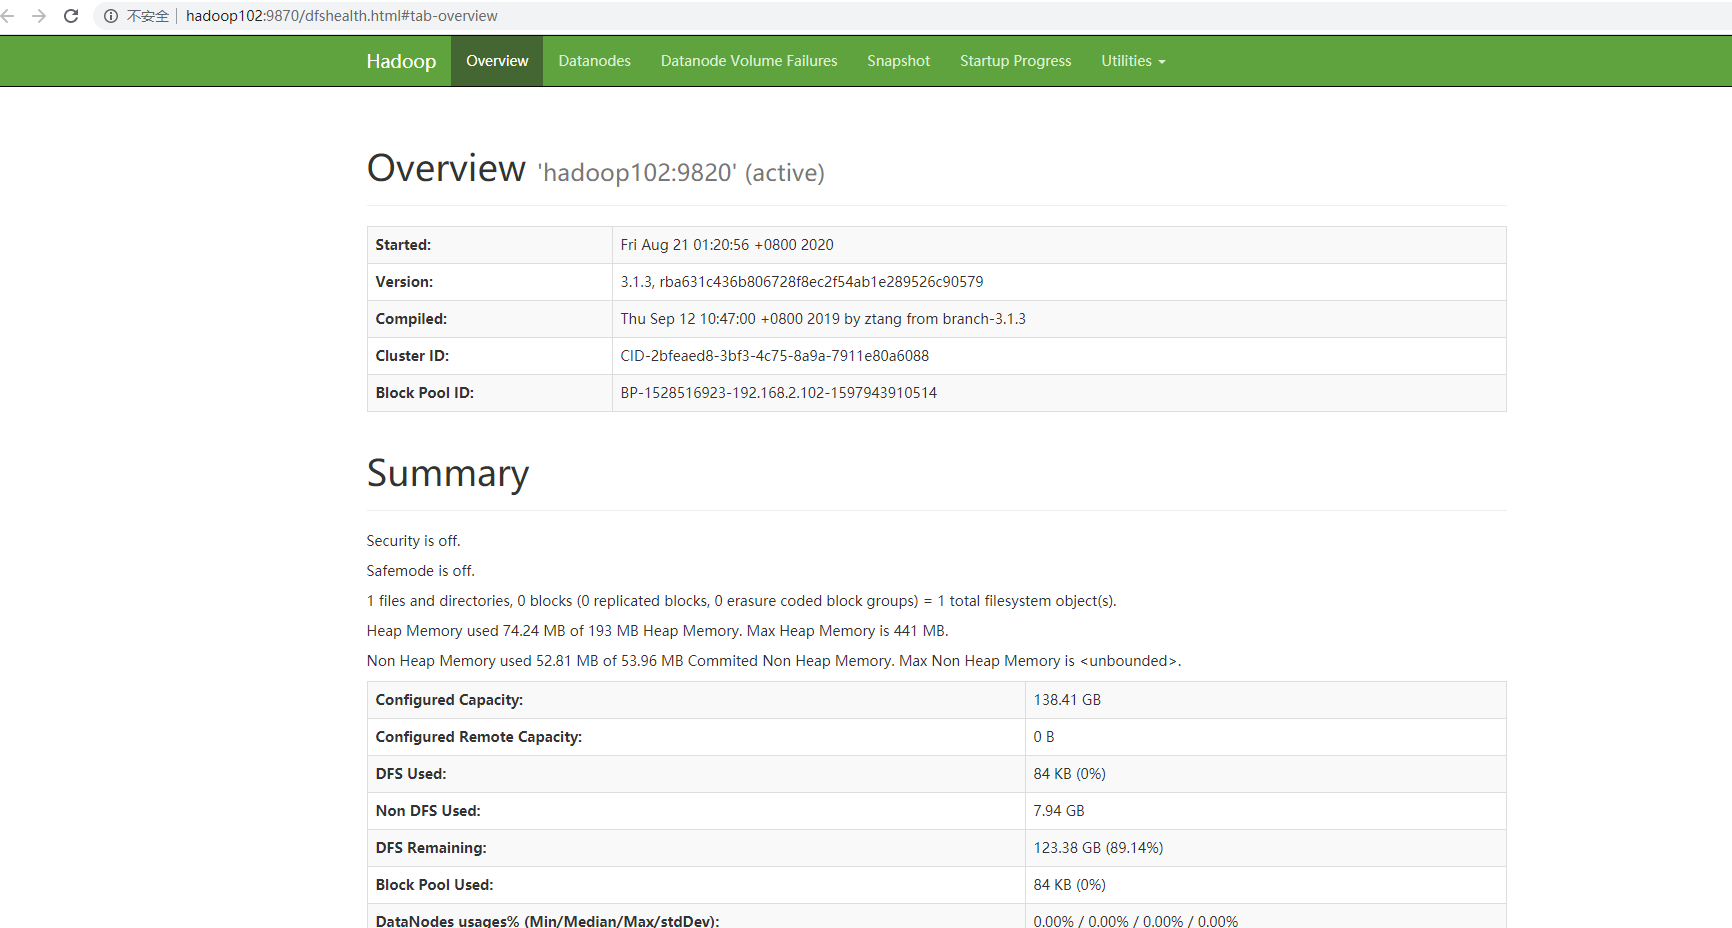 不安全 | hadoop102:9870/dfshealth.html#tab-overview
Hadoop Overview Datanodes Datanode Volume Failures Snapshot Startup Progress Utilities
Overview 'hadoop102:9820' (active)
Started: Fri Aug 21 01:20:56 +0800 2020
Version: 3.1.3, rba631c436b806728f8ec2f54ab1e289526c90579
Compiled: Thu Sep 12 10:47:00 +0800 2019 by ztang from branch-3.1.3
Cluster ID: CID-2bfeaed8-3bf3-4c75-8a9a-7911e80a6088
Block Pool ID: BP-1528516923-192.168.2.102-1597943910514
Summary
Security is off.
Safemode is off.
1 files and directories, 0 blocks (0 replicated blocks, 0 erasure coded block groups) = 1 total filesystem object(s).
Heap Memory used 74.24 MB of 193 MB Heap Memory. Max Heap Memory is 441 MB.
Non Heap Memory used 52.81 MB of 53.96 MB Commited Non Heap Memory. Max Non Heap Memory is <unbounded>.
Configured Capacity: 138.41 GB
Configured Remote Capacity: 0 B
DFS Used: 84 KB (0%)
Non DFS Used: 7.94 GB
DFS Remaining: 123.38 GB (89.14%)
Block Pool Used: 84 KB (0%)
DataNodes usages% (Min/Median/Max/stdDev): 0.00% / 0.00% / 0.00% / 0.00%